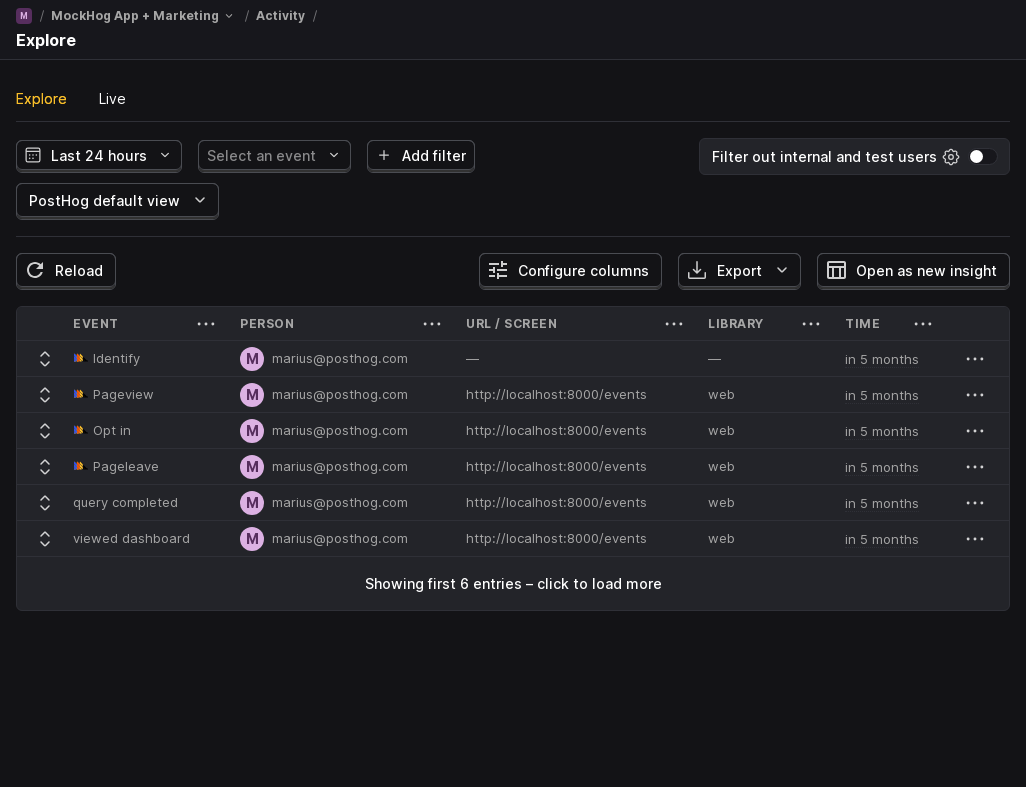 M / MockHog App + Marketing / Activity /
Explore
Explore Live
Last 24 hours Select an event Add filter Filter out internal and test users
PostHog default view
Reload Configure columns Export Open as new insight
EVENT PERSON URL / SCREEN LIBRARY TIME
Identify M marius@posthog.com — — in 5 months
Pageview M marius@posthog.com http://localhost:8000/events web in 5 months
Opt in M marius@posthog.com http://localhost:8000/events web in 5 months
Pageleave M marius@posthog.com http://localhost:8000/events web in 5 months
query completed M marius@posthog.com http://localhost:8000/events web in 5 months
viewed dashboard M marius@posthog.com http://localhost:8000/events web in 5 months
Showing first 6 entries – click to load more